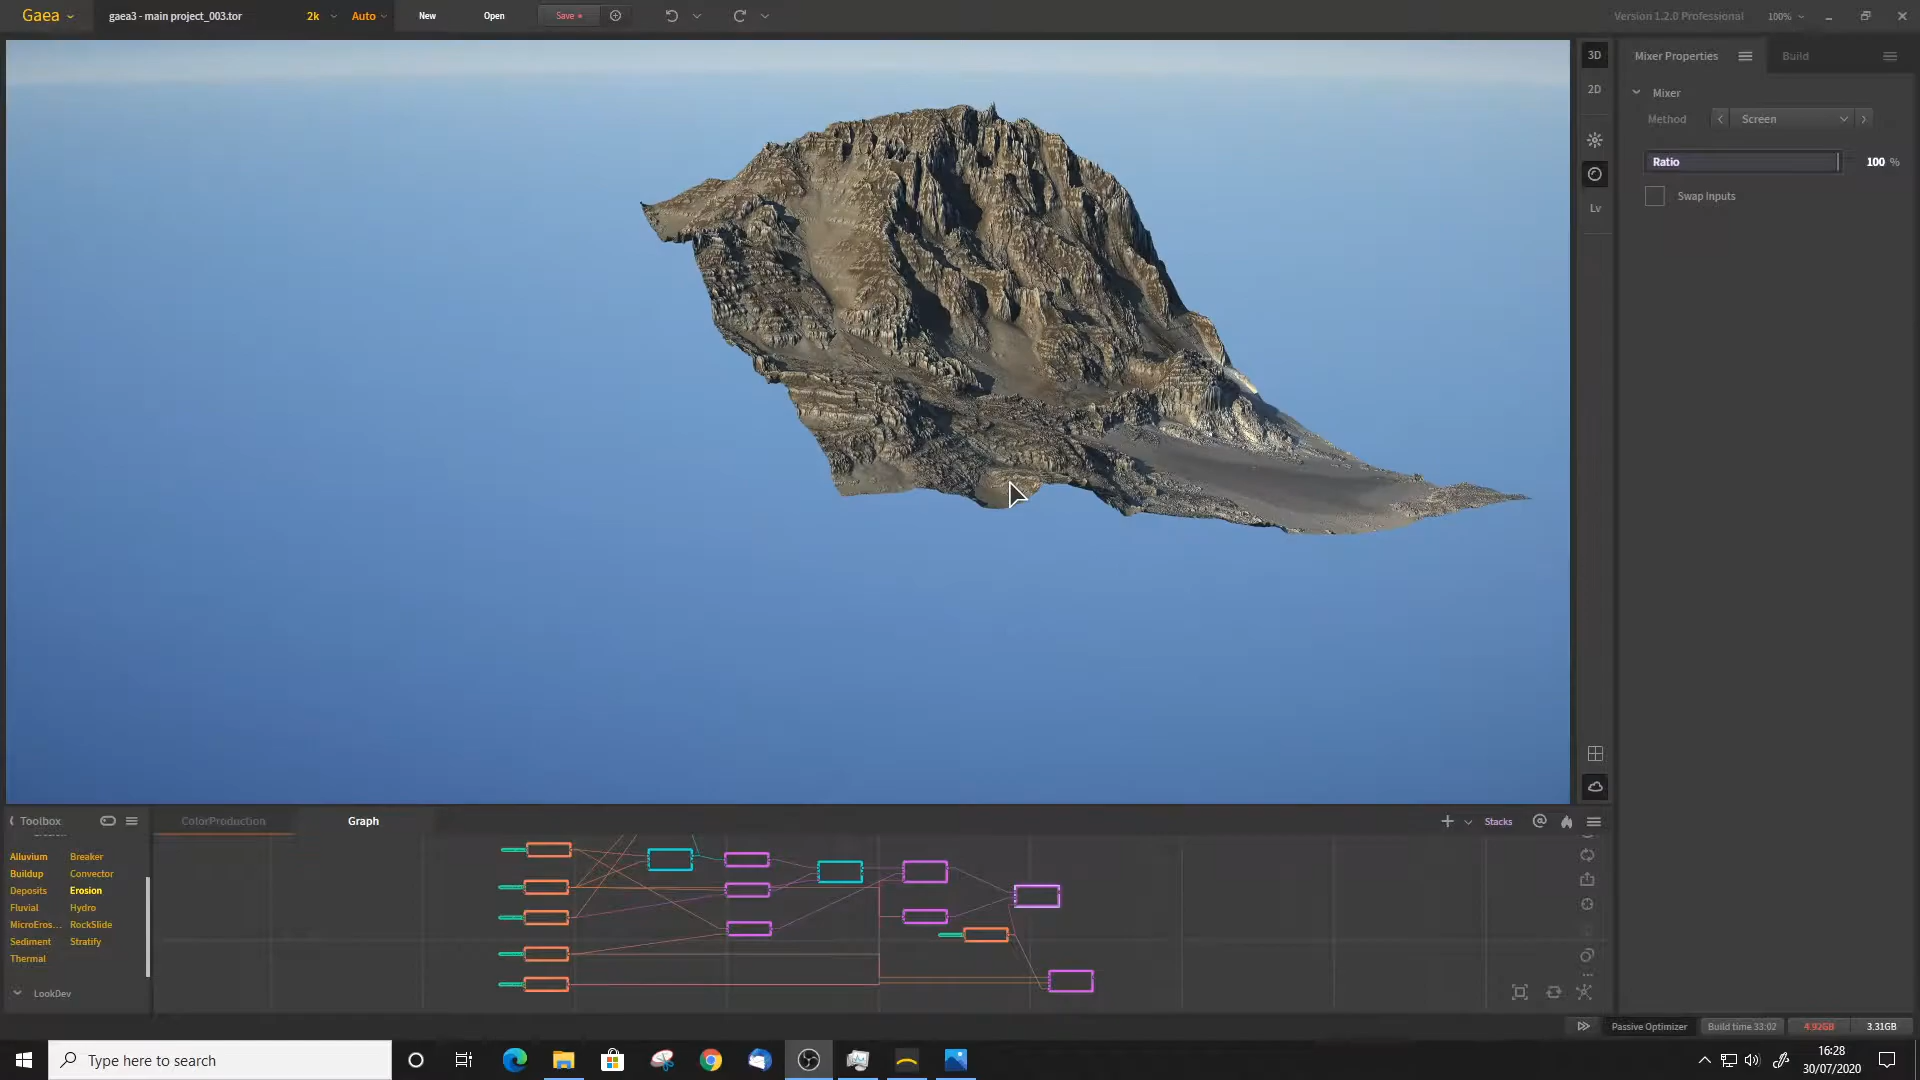 Gaea
gaea3 - main project_003.tor
2k
Auto
New
Open
Save
Version 1.2.0 Professional
100%
3D
2D
Lv
Mixer Properties
Build
Mixer
Method
Screen
Ratio
100 %
Swap Inputs
Toolbox
ColorProduction
Graph
Stacks
Alluvium Breaker
Buildup Convector
Deposits Erosion
Fluvial Hydro
MicroEros... RockSlide
Sediment Stratify
Thermal
LookDev
Passive Optimizer
Build time 33:02
4.92GB
3.31GB
Type here to search
16:28
30/07/2020